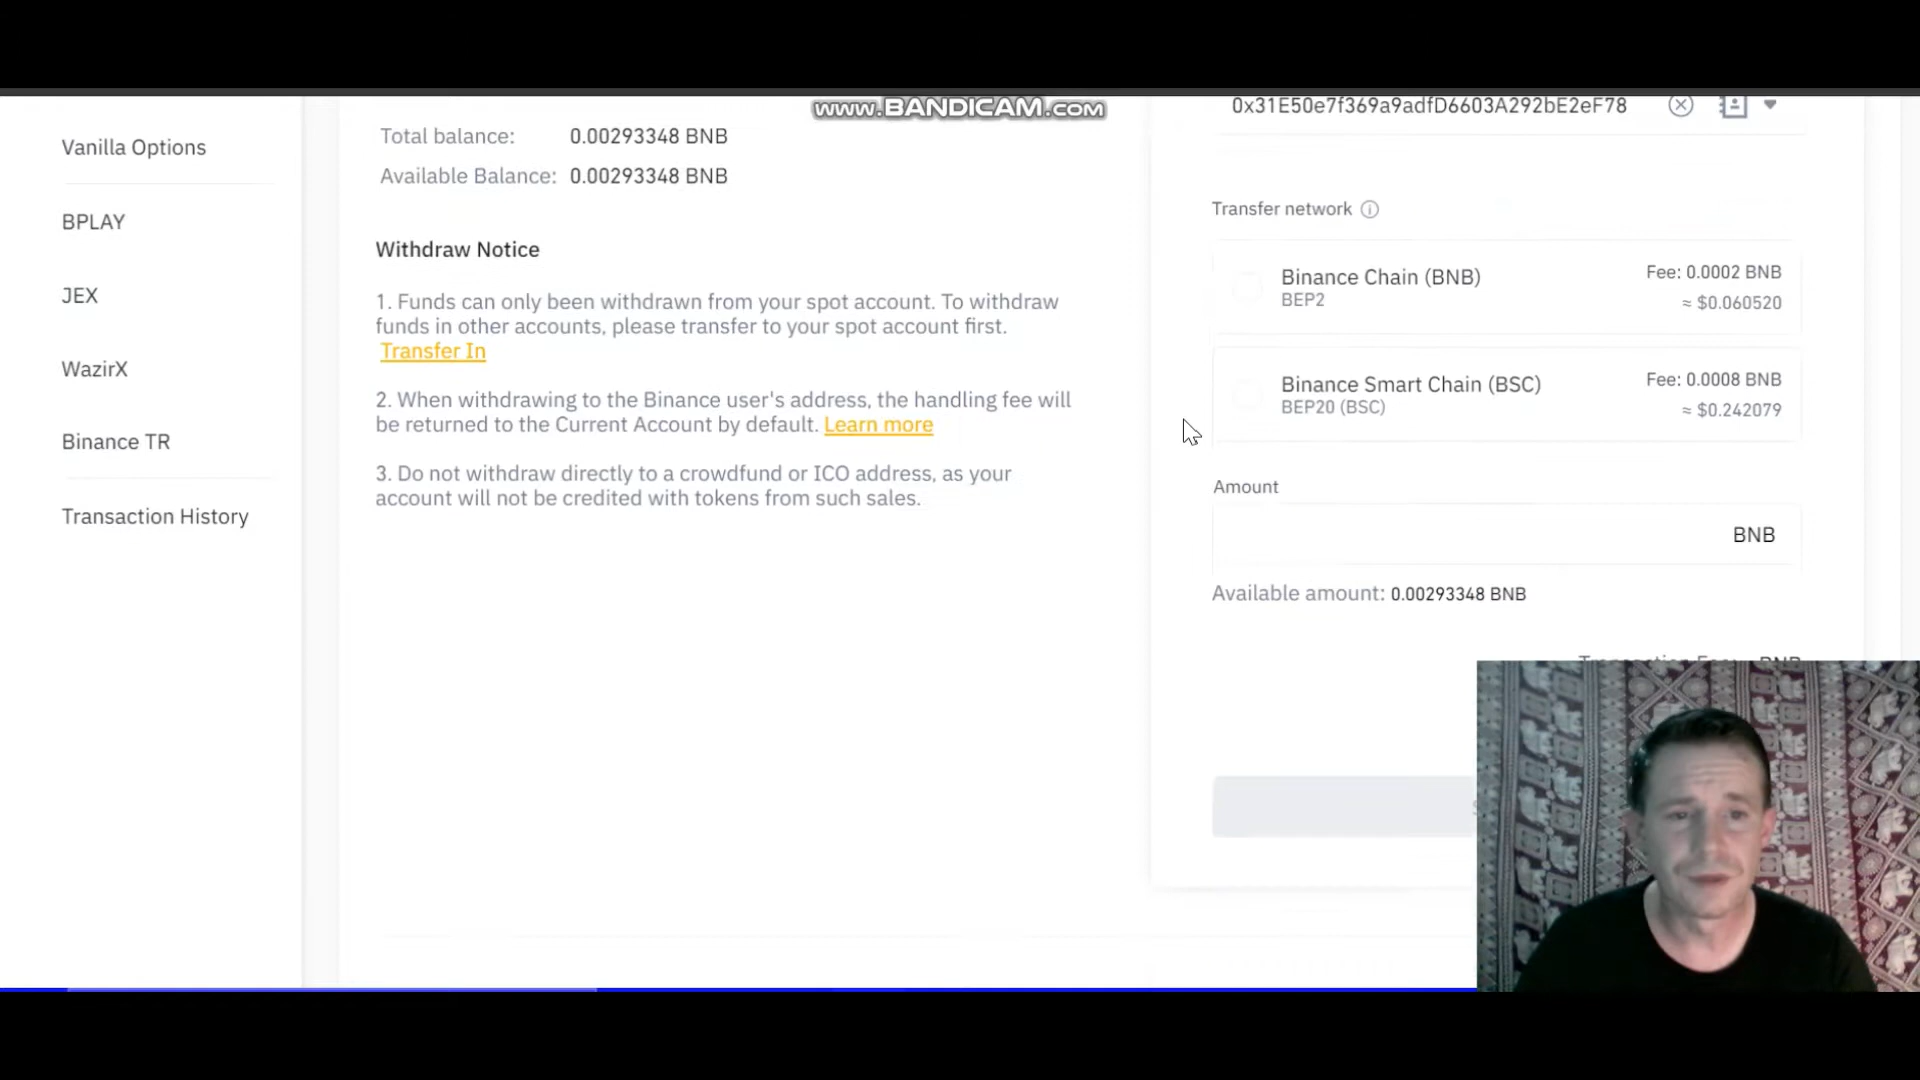 www.BANDICAM.com
Vanilla Options
BPLAY
JEX
WazirX
Binance TR
Transaction History
Total balance: 0.00293348 BNB
Available Balance: 0.00293348 BNB
Withdraw Notice
1. Funds can only been withdrawn from your spot account. To withdraw
funds in other accounts, please transfer to your spot account first.
Transfer In
2. When withdrawing to the Binance user's address, the handling fee will
be returned to the Current Account by default. Learn more
3. Do not withdraw directly to a crowdfund or ICO address, as your
account will not be credited with tokens from such sales.
0x31E50e7f369a9adfD6603A292bE2eF78
Transfer network
Binance Chain (BNB) Fee: 0.0002 BNB
BEP2 ≈ $0.060520
Binance Smart Chain (BSC) Fee: 0.0008 BNB
BEP20 (BSC) ≈ $0.242079
Amount
BNB
Available amount: 0.00293348 BNB